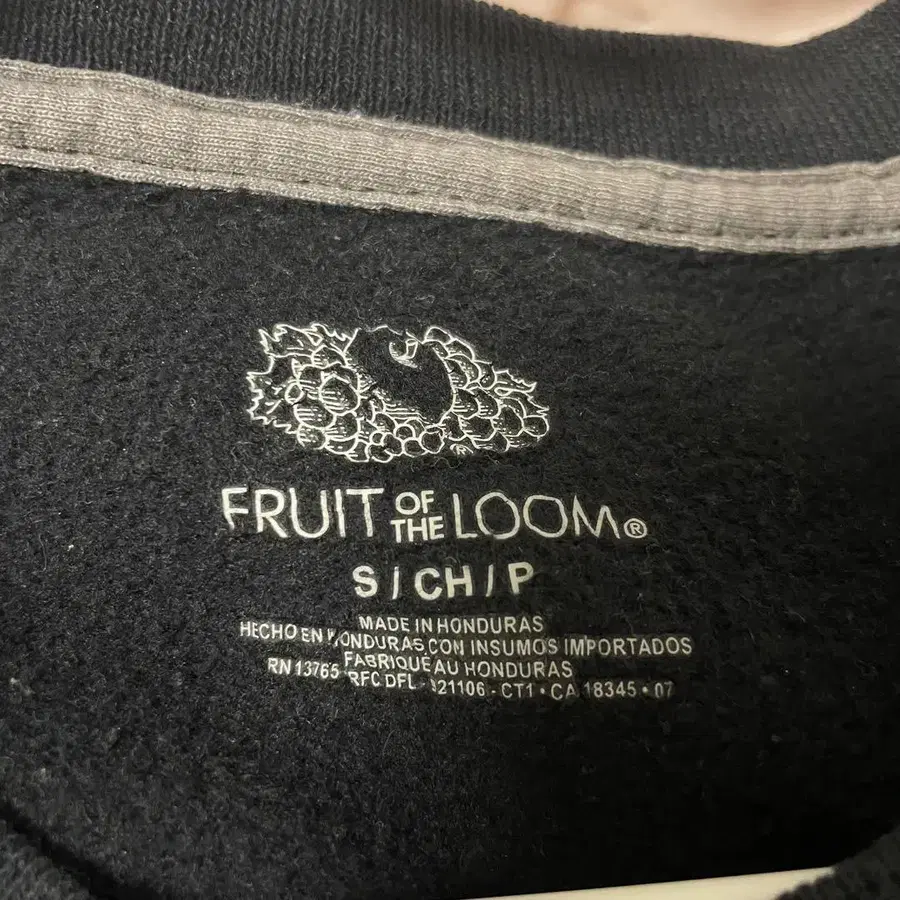 ®
FRUIT OF THE LOOM®
S / CH / P
MADE IN HONDURAS
HECHO EN HONDURAS CON INSUMOS IMPORTADOS
FABRIQUE AU HONDURAS
RN 13765 RFC DFL - 921106 - CT1 • CA 18345 • 07